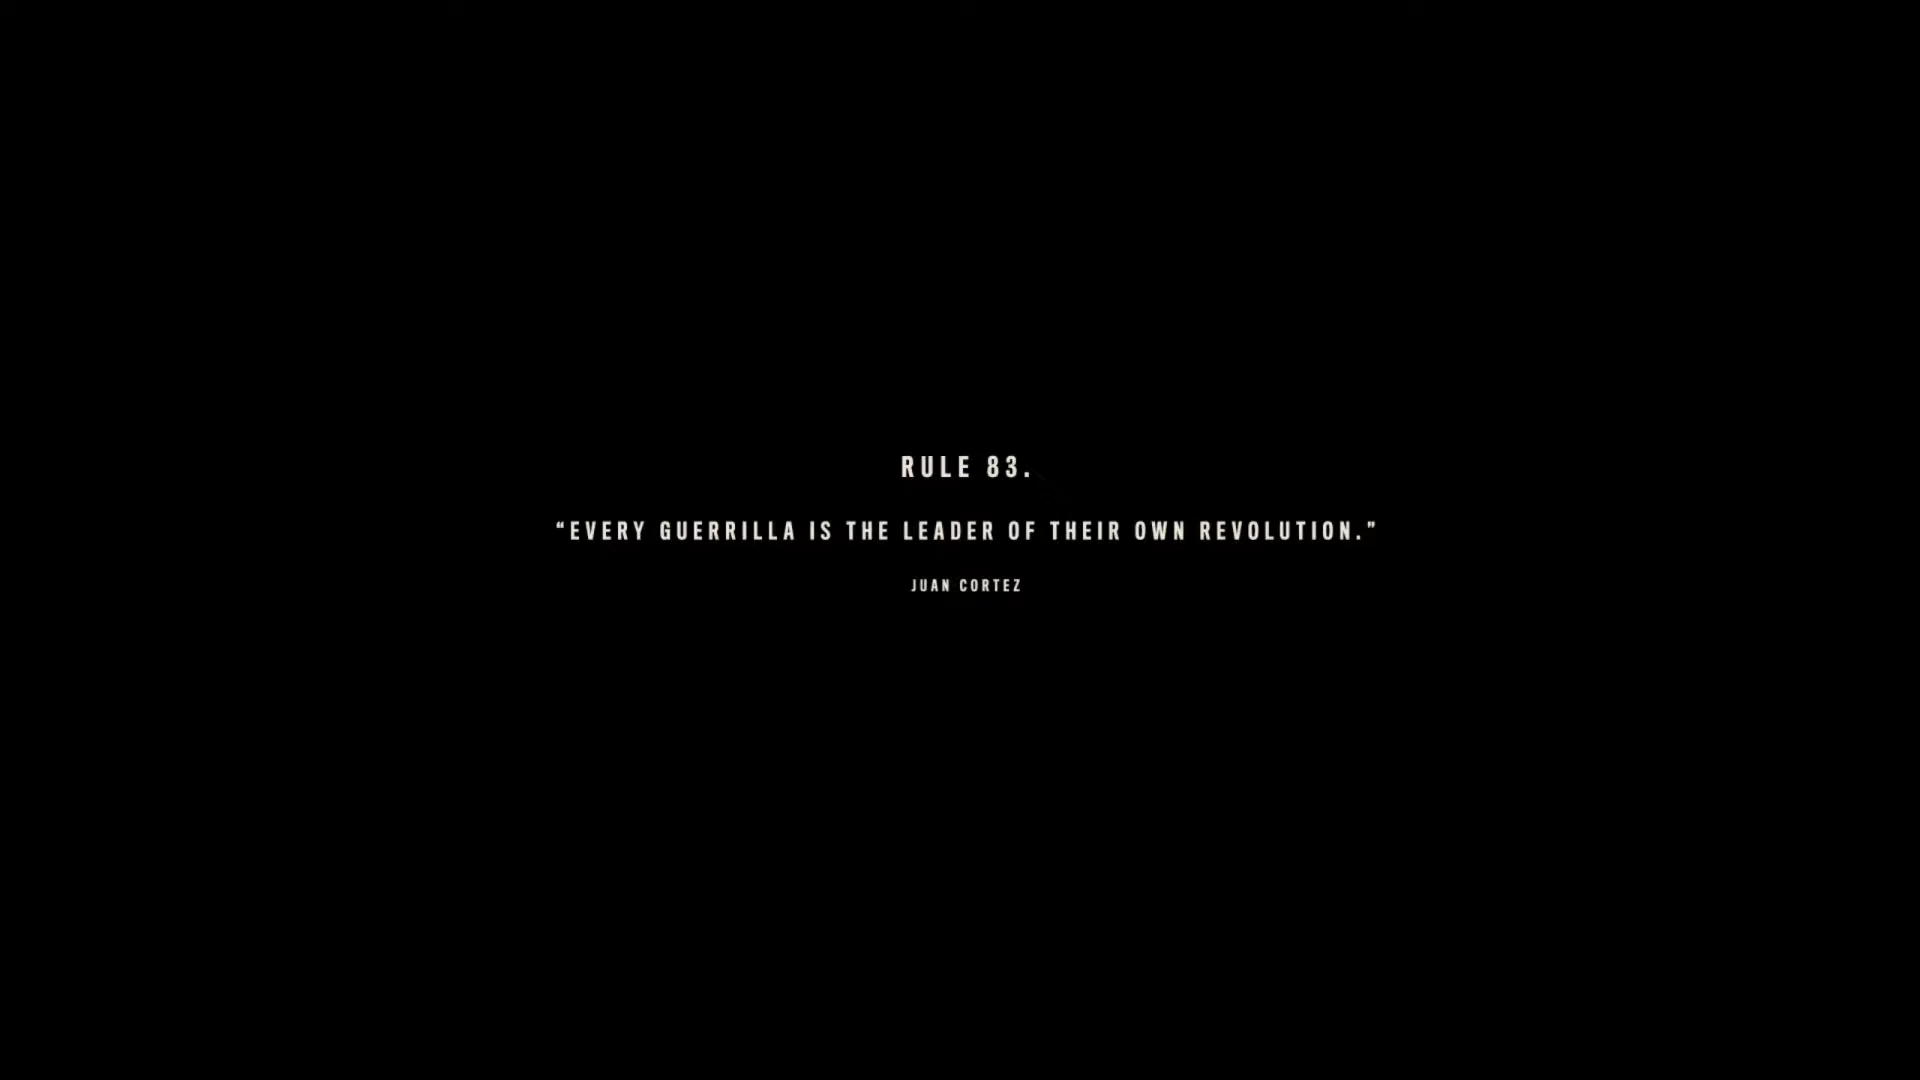 RULE 83.
“EVERY GUERRILLA IS THE LEADER OF THEIR OWN REVOLUTION.”
JUAN CORTEZ